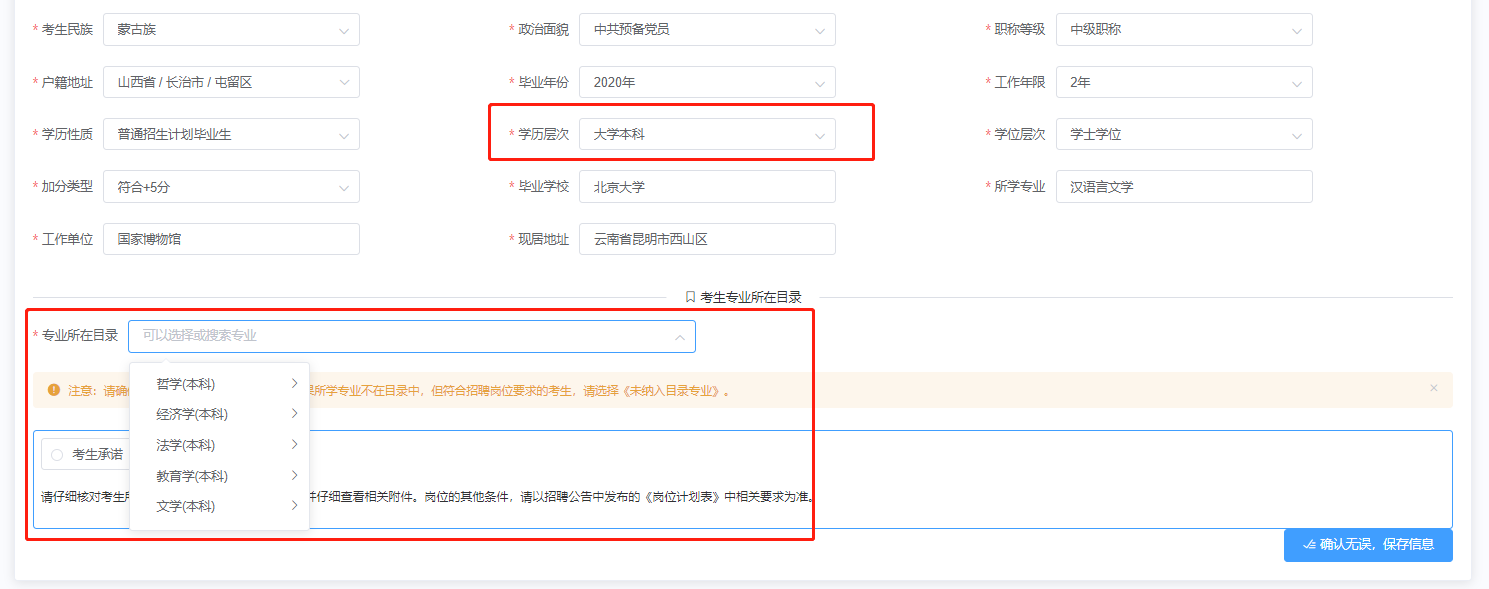 * 考生民族 蒙古族 * 政治面貌 中共预备党员 * 职称等级 中级职称
* 户籍地址 山西省 / 长治市 / 屯留区 * 毕业年份 2020年 * 工作年限 2年
* 学历性质 普通招生计划毕业生 * 学历层次 大学本科 * 学位层次 学士学位
* 加分类型 符合+5分 * 毕业学校 北京大学 * 所学专业 汉语言文学
* 工作单位 国家博物馆 * 现居地址 云南省昆明市西山区
考生专业所在目录
* 专业所在目录 可以选择或搜索专业
哲学(本科)
注意：请确 所学专业不在目录中，但符合招聘岗位要求的考生，请选择《未纳入目录专业》。
经济学(本科)
法学(本科)
考生承诺
教育学(本科)
请仔细核对考生 并仔细查看相关附件。岗位的其他条件，请以招聘公告中发布的《岗位计划表》中相关要求为准。
文学(本科)
确认无误，保存信息